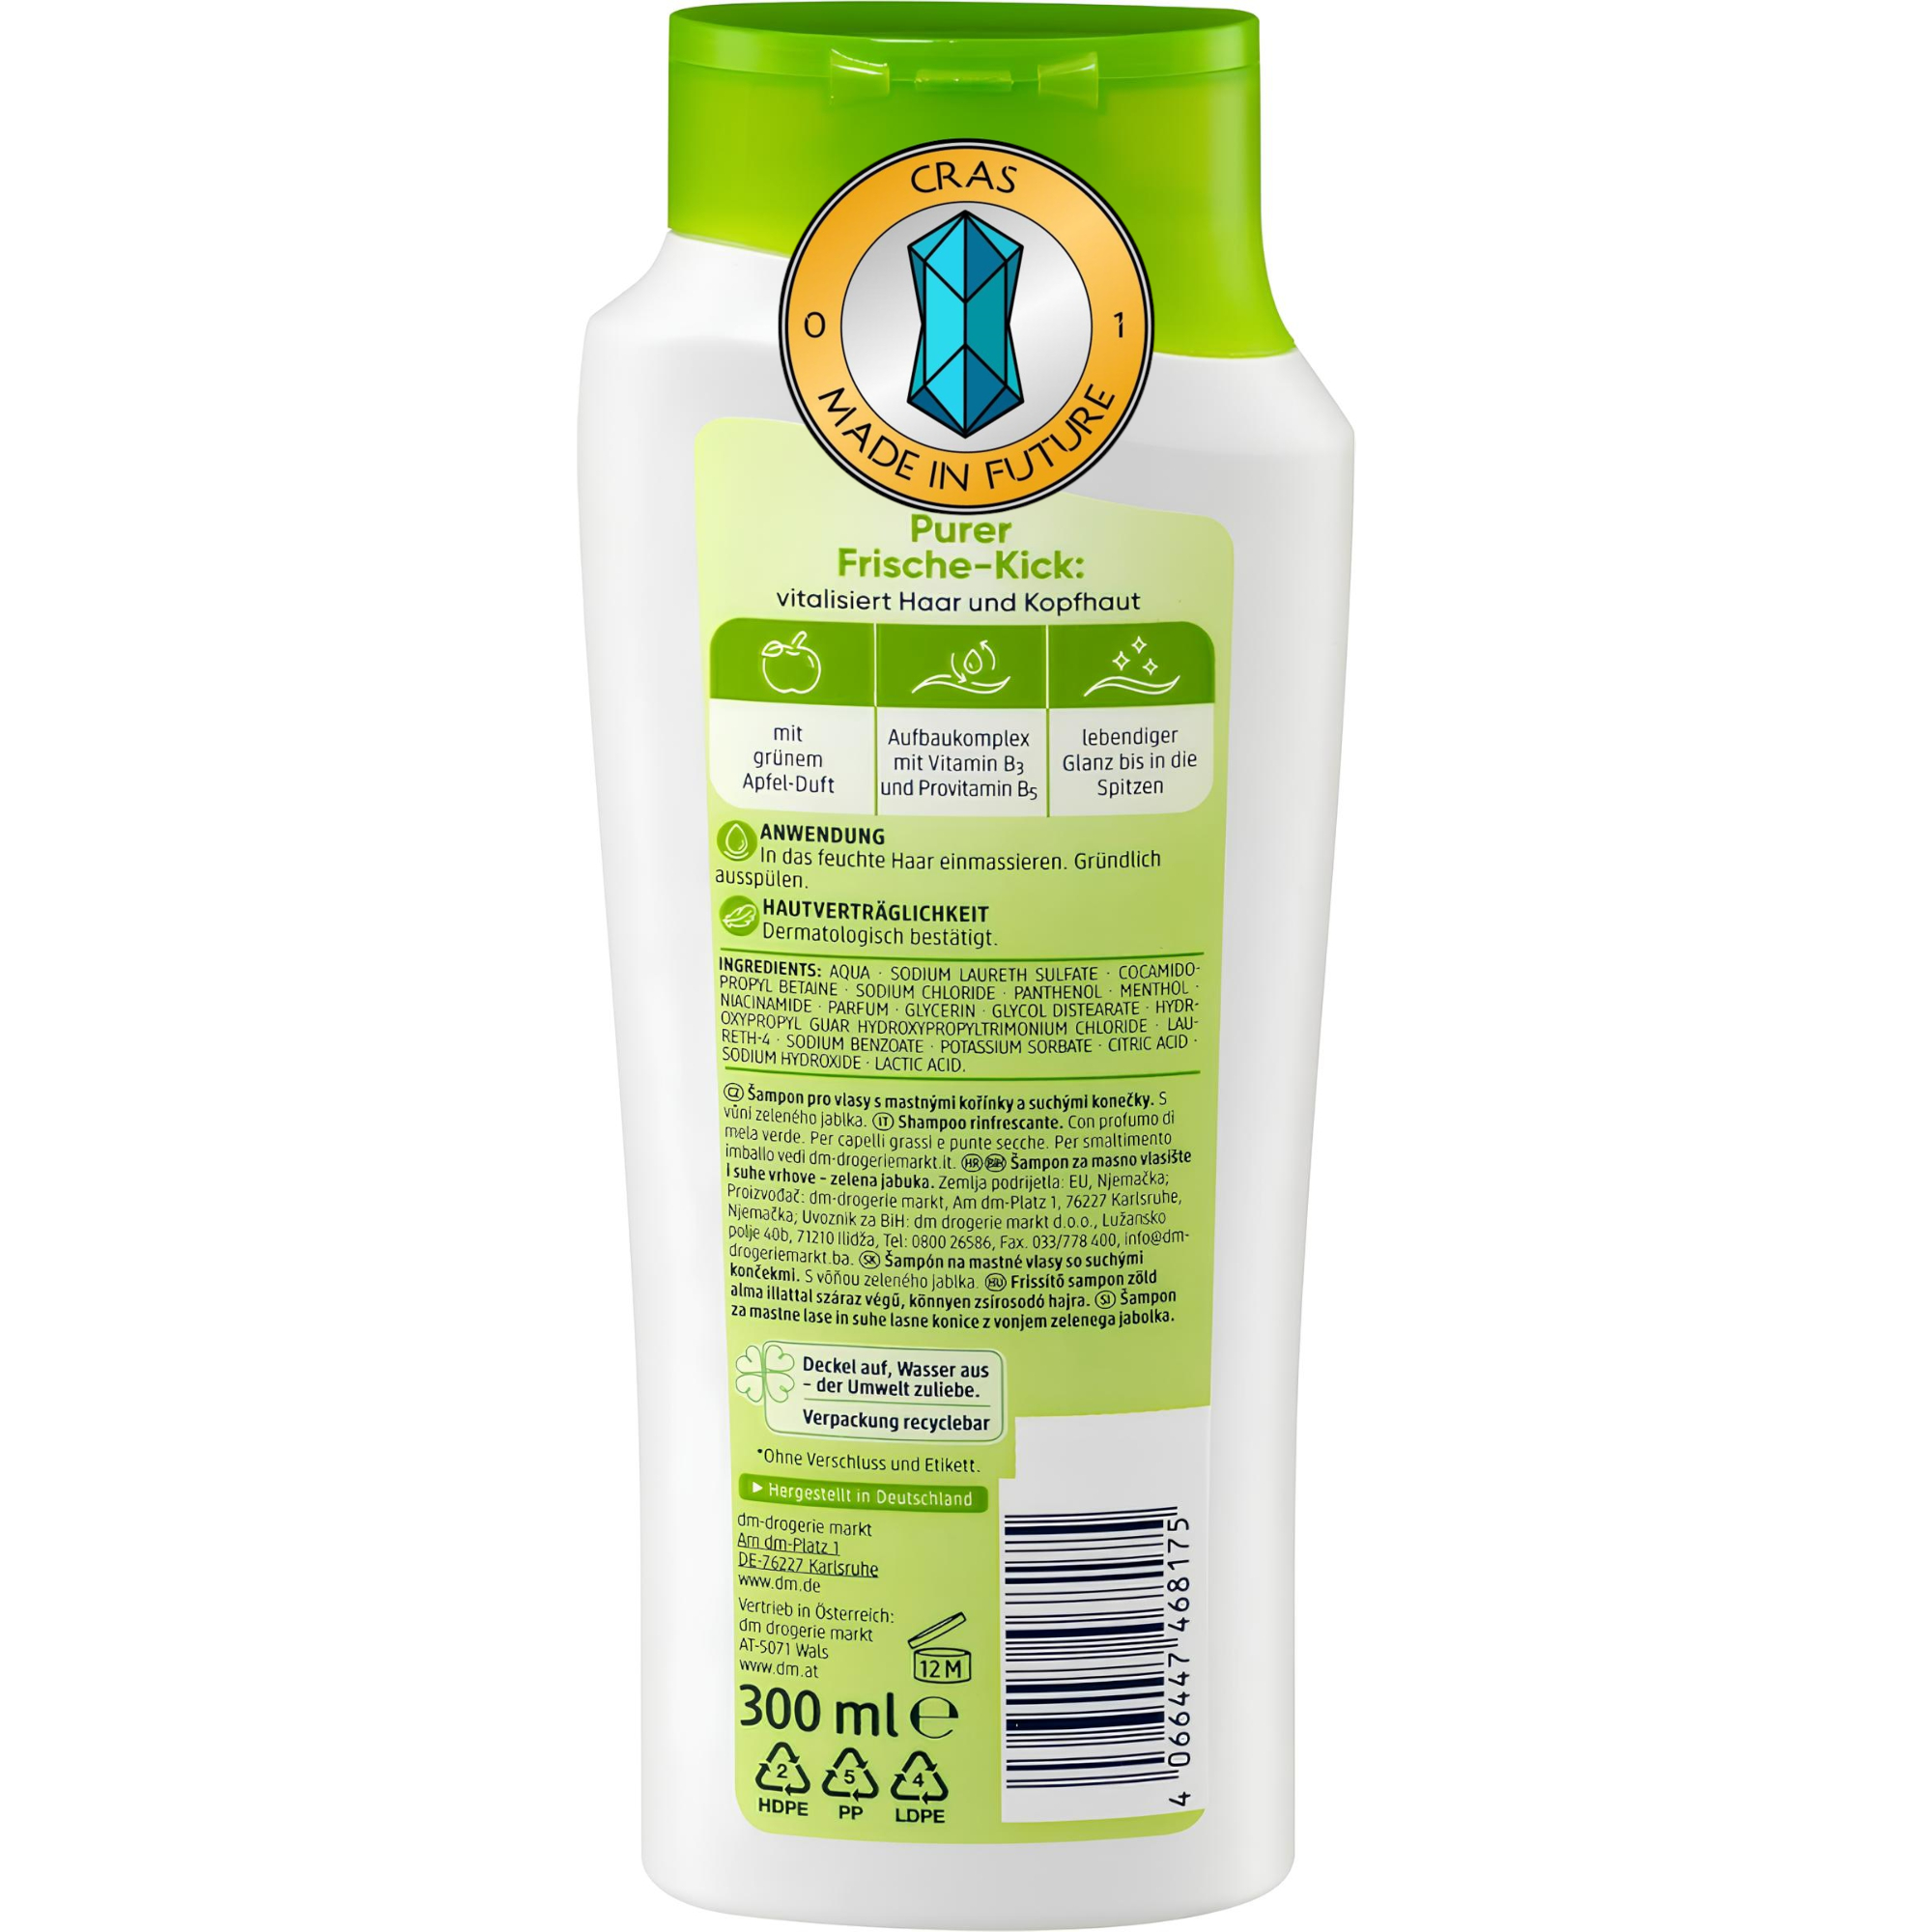 CRAS
0 1
MADE IN FUTURE
Purer
Frische-Kick:
vitalisiert Haar und Kopfhaut
mit
grünem
Apfel-Duft
Aufbaukomplex
mit Vitamin B3
und Provitamin B5
lebendiger
Glanz bis in die
Spitzen
ANWENDUNG
In das feuchte Haar einmassieren. Gründlich
ausspülen.
HAUTVERTRÄGLICHKEIT
Dermatologisch bestätigt.
INGREDIENTS: AQUA · SODIUM LAURETH SULFATE · COCAMIDO-
PROPYL BETAINE · SODIUM CHLORIDE · PANTHENOL · MENTHOL ·
NIACINAMIDE · PARFUM · GLYCERIN · GLYCOL DISTEARATE · HYDR-
OXYPROPYL GUAR HYDROXYPROPYLTRIMONIUM CHLORIDE · LAU-
RETH-4 · SODIUM BENZOATE · POTASSIUM SORBATE · CITRIC ACID ·
SODIUM HYDROXIDE · LACTIC ACID.
CZ Šampon pro vlasy s mastnými kořínky a suchými konečky. S
vůní zeleného jablka. IT Shampoo rinfrescante. Con profumo di
mela verde. Per capelli grassi e punte secche. Per smaltimento
imballo vedi dm-drogeriemarkt.it. HR BiH Šampon za masno vlasište
i suhe vrhove – zelena jabuka. Zemlja podrijetla: EU, Njemačka;
Proizvođač: dm-drogerie markt, Am dm-Platz 1, 76227 Karlsruhe,
Njemačka; Uvoznik za BiH: dm drogerie markt d.o.o., Lužansko
polje 40b, 71210 Ilidža, Tel: 0800 26586, Fax. 033/778 400, info@dm-
drogeriemarkt.ba. SK Šampón na mastné vlasy so suchými
končekmi. S vôňou zeleného jablka. HU Frissítő sampon zöld
alma illattal száraz végű, könnyen zsírosodó hajra. SI Šampon
za mastne lase in suhe lasne konice z vonjem zelenega jabolka.
Deckel auf, Wasser aus
– der Umwelt zuliebe.
Verpackung recyclebar
*Ohne Verschluss und Etikett.
Hergestellt in Deutschland
dm-drogerie markt
Am dm-Platz 1
DE-76227 Karlsruhe
www.dm.de
Vertrieb in Österreich:
dm drogerie markt
AT-5071 Wals
www.dm.at
12 M
300 ml e
2 5 4
HDPE PP LDPE
4 066447 468175